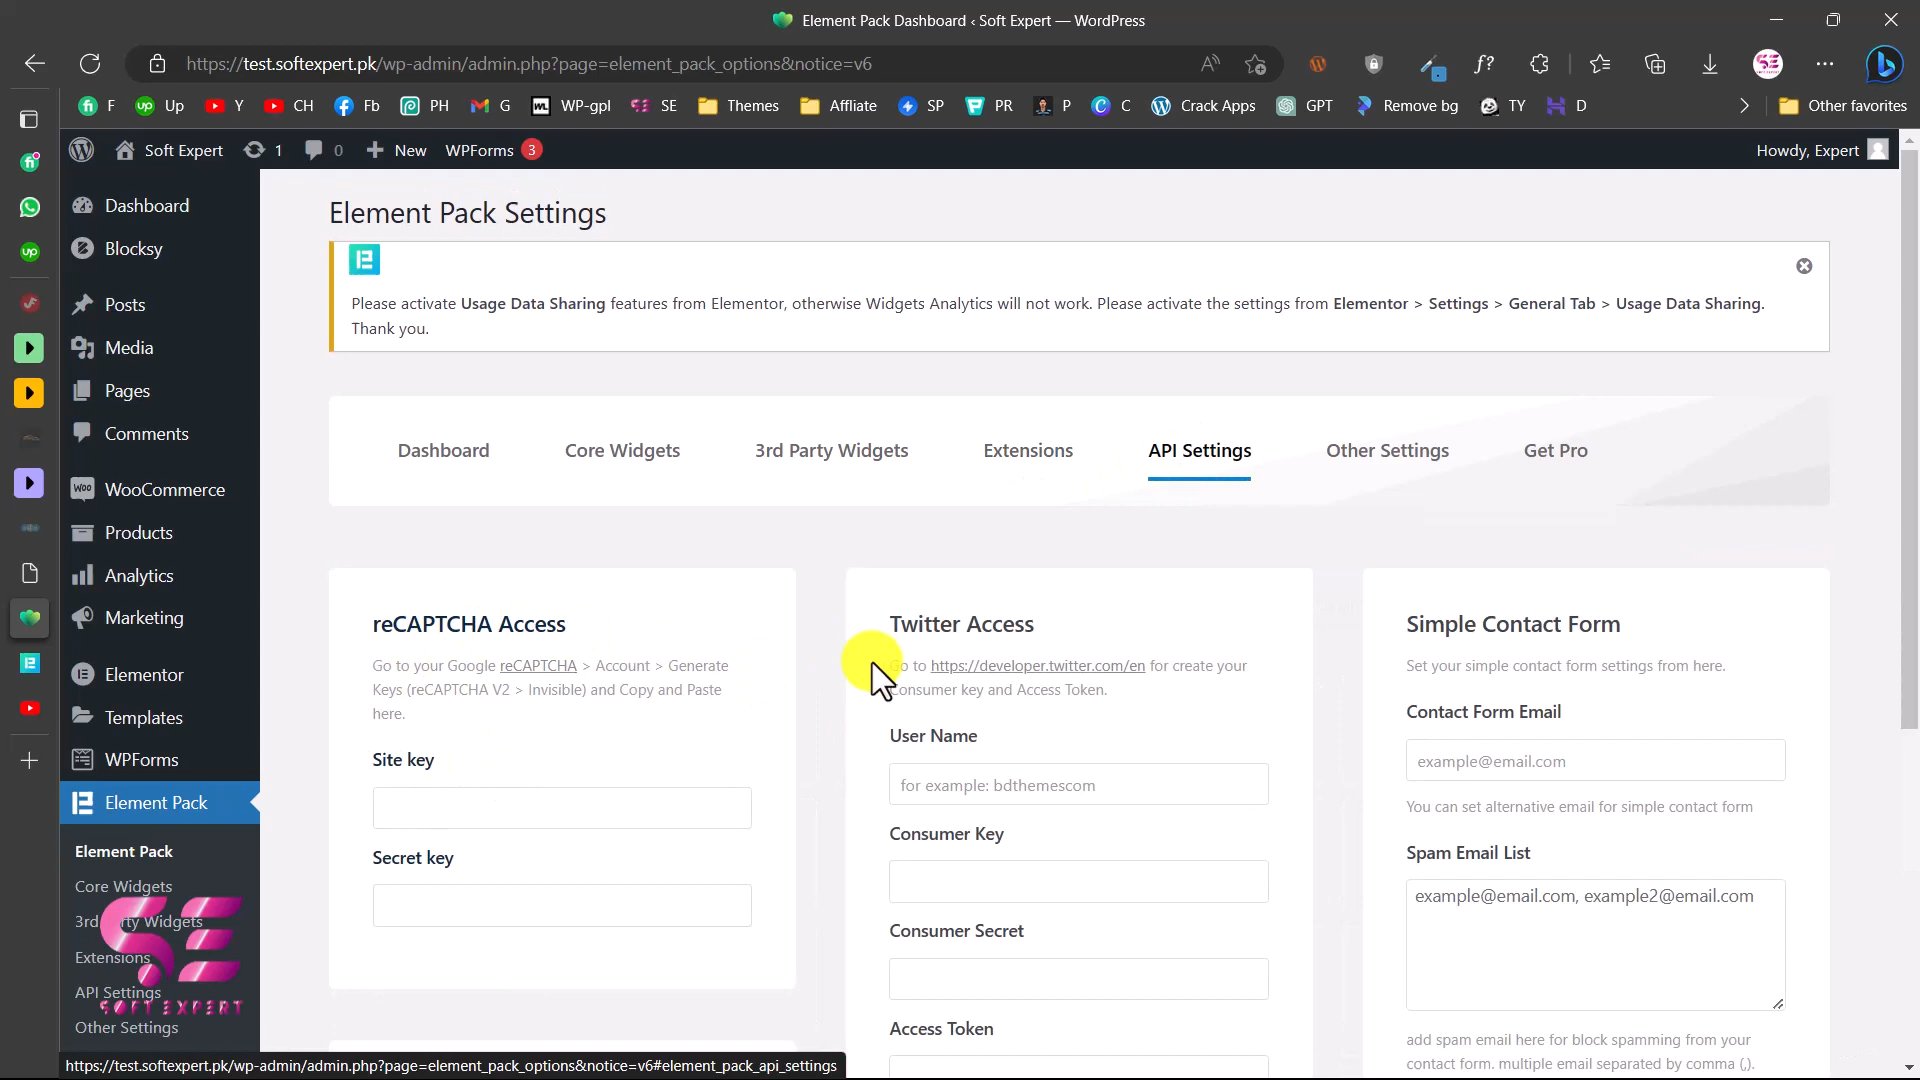 Element Pack Dashboard ‹ Soft Expert — WordPress
https://test.softexpert.pk/wp-admin/admin.php?page=element_pack_options&notice=v6
F Up Y CH Fb PH G WP-gpl SE Themes Affliate SP PR P C Crack Apps GPT Remove bg TY D Other favorites
Soft Expert 1 0 New WPForms 3 Howdy, Expert
Dashboard
Blocksy
Posts
Media
Pages
Comments
WooCommerce
Products
Analytics
Marketing
Elementor
Templates
WPForms
Element Pack
Element Pack
Core Widgets
3rd Party Widgets
Extensions
API Settings
Other Settings
SOFT EXPERT
Element Pack Settings
Please activate Usage Data Sharing features from Elementor, otherwise Widgets Analytics will not work. Please activate the settings from Elementor > Settings > General Tab > Usage Data Sharing.
Thank you.
Dashboard Core Widgets 3rd Party Widgets Extensions API Settings Other Settings Get Pro
reCAPTCHA Access
Go to your Google reCAPTCHA > Account > Generate
Keys (reCAPTCHA V2 > Invisible) and Copy and Paste
here.
Site key
Secret key
Twitter Access
Go to https://developer.twitter.com/en for create your
Consumer key and Access Token.
User Name
for example: bdthemescom
Consumer Key
Consumer Secret
Access Token
Simple Contact Form
Set your simple contact form settings from here.
Contact Form Email
example@email.com
You can set alternative email for simple contact form
Spam Email List
example@email.com, example2@email.com
add spam email here for block spamming from your
contact form. multiple email separated by comma (,).
https://test.softexpert.pk/wp-admin/admin.php?page=element_pack_options&notice=v6#element_pack_api_settings